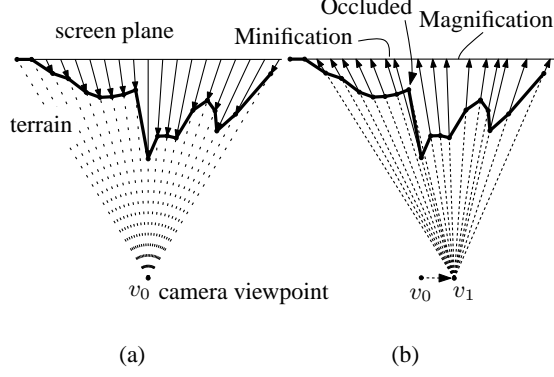 screen plane
terrain
v₀ camera viewpoint
(a)
Occluded
Minification
Magnification
v₀
v₁
(b)